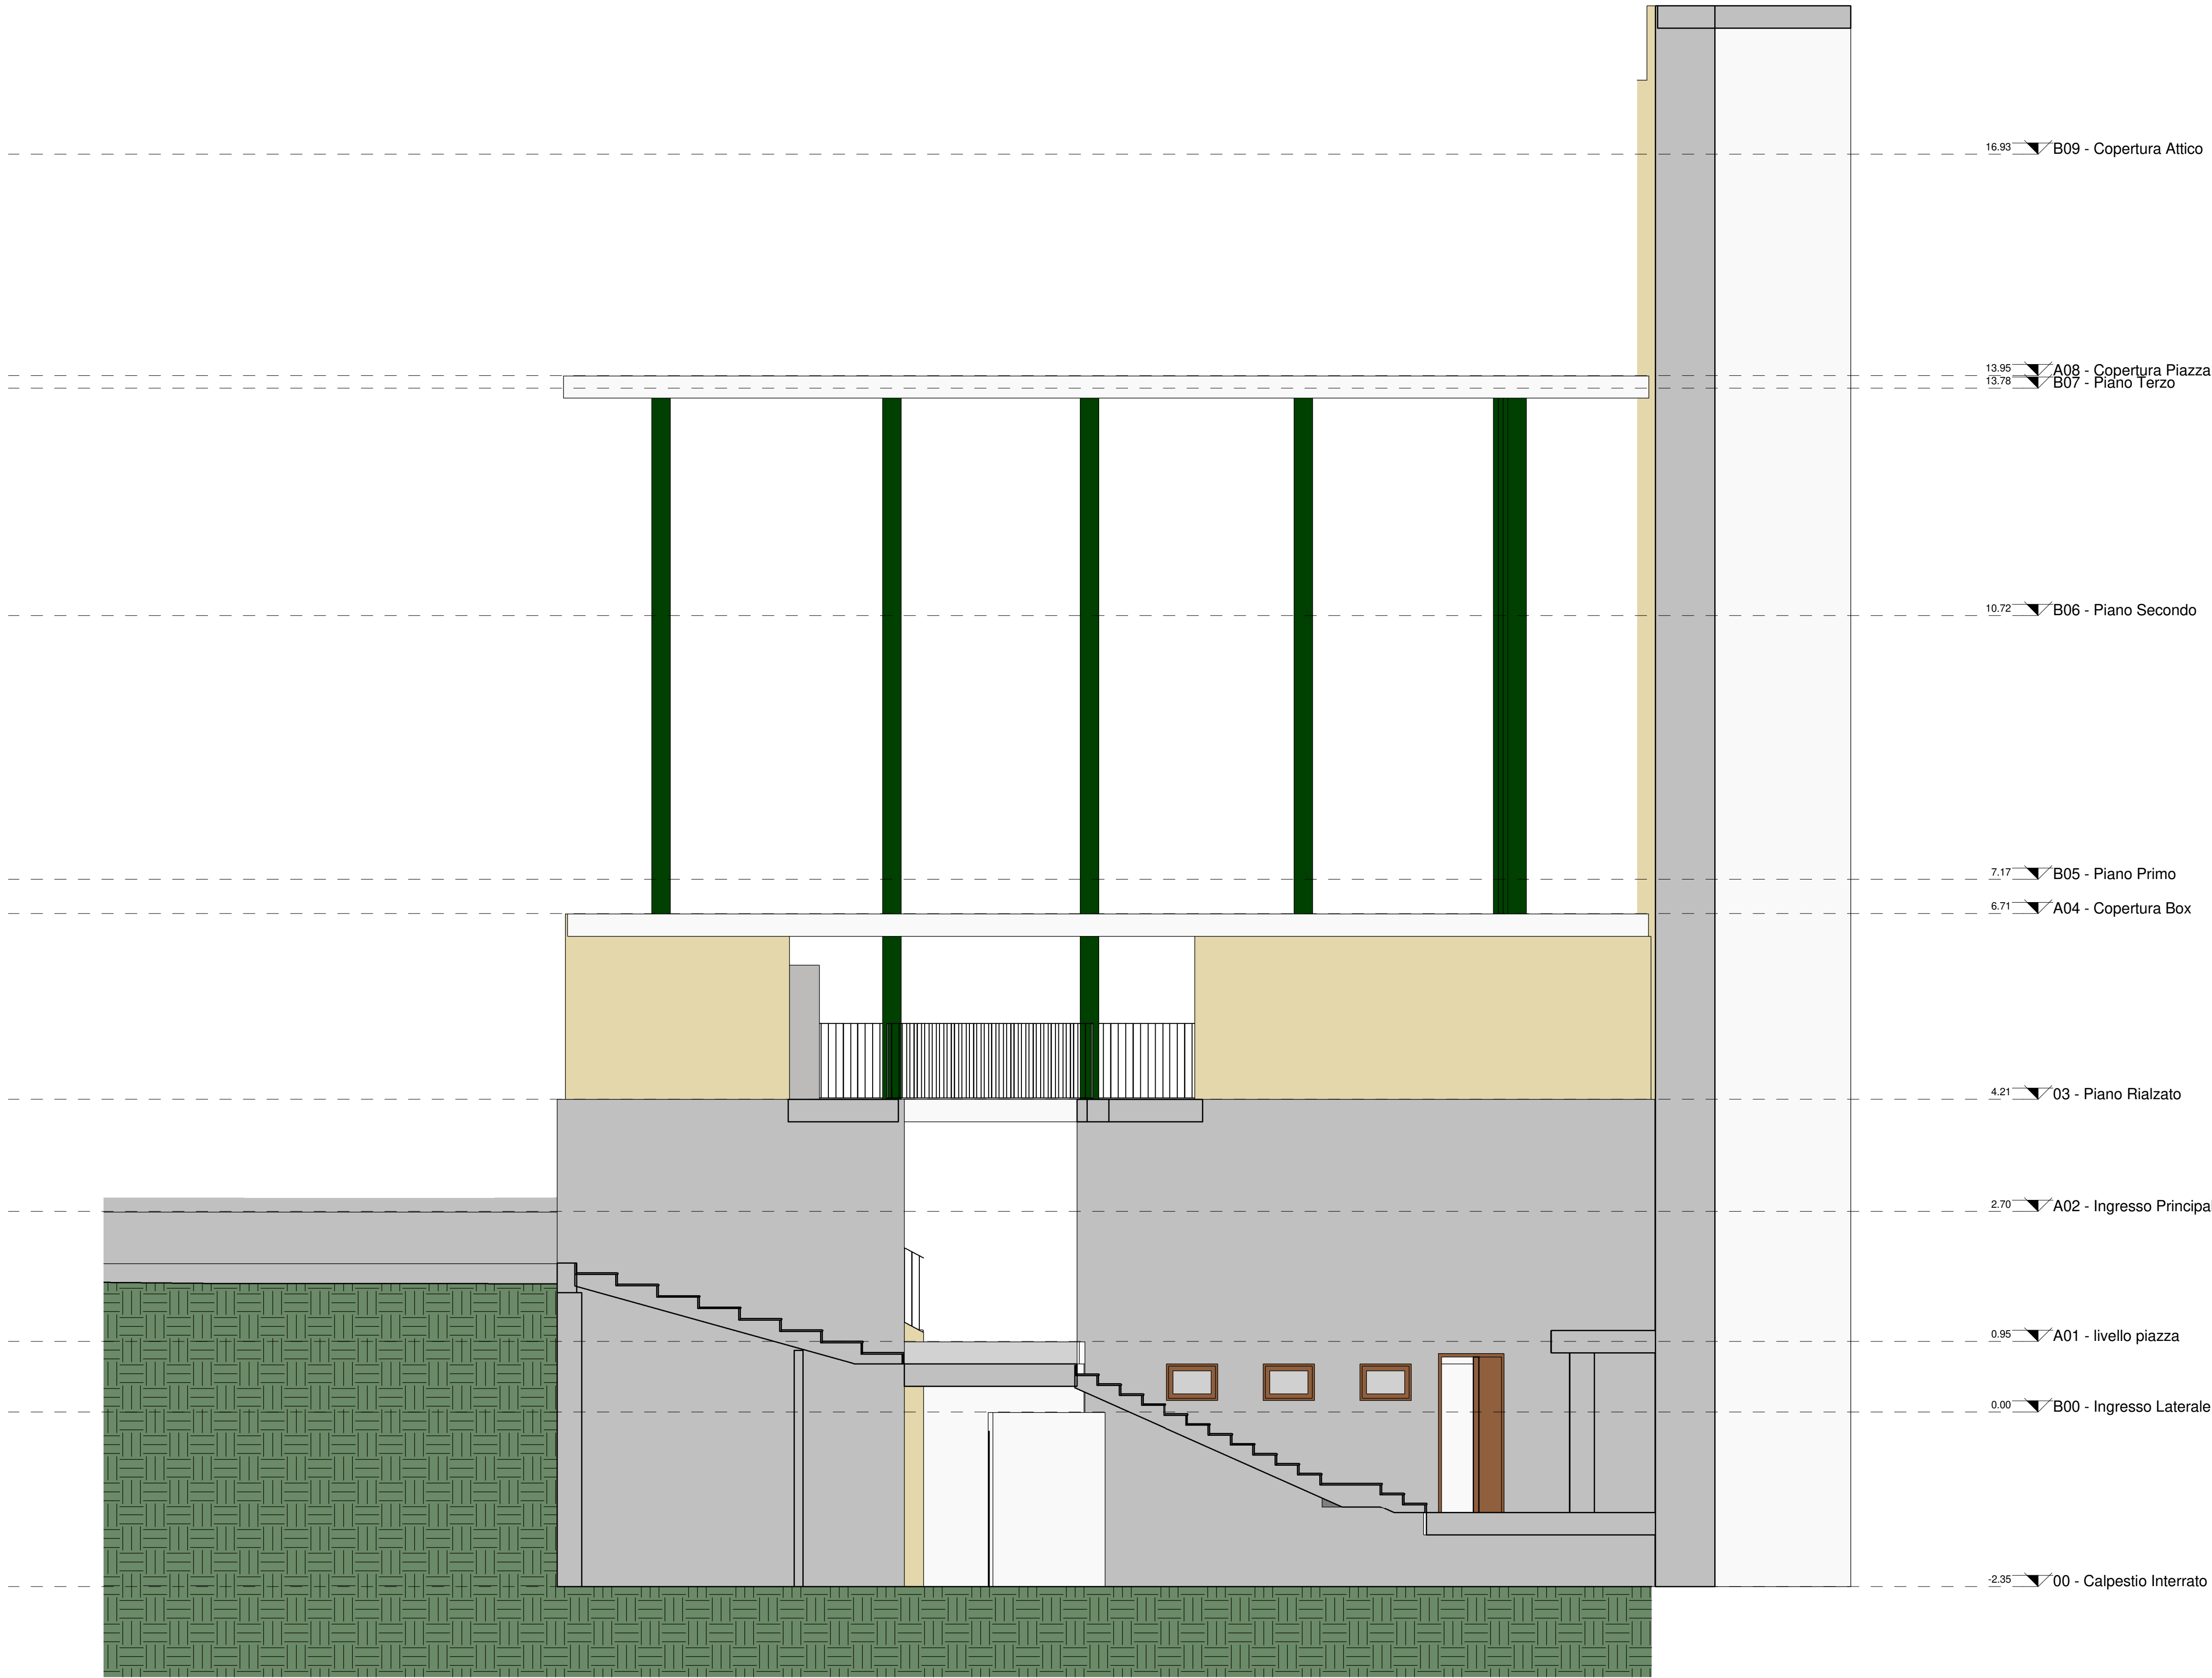 16.93 B09 - Copertura Attico
13.95 A08 - Copertura Piazza
13.78 B07 - Piano Terzo
10.72 B06 - Piano Secondo
7.17 B05 - Piano Primo
6.71 A04 - Copertura Box
4.21 03 - Piano Rialzato
2.70 A02 - Ingresso Principal
0.95 A01 - livello piazza
0.00 B00 - Ingresso Laterale
-2.35 00 - Calpestio Interrato